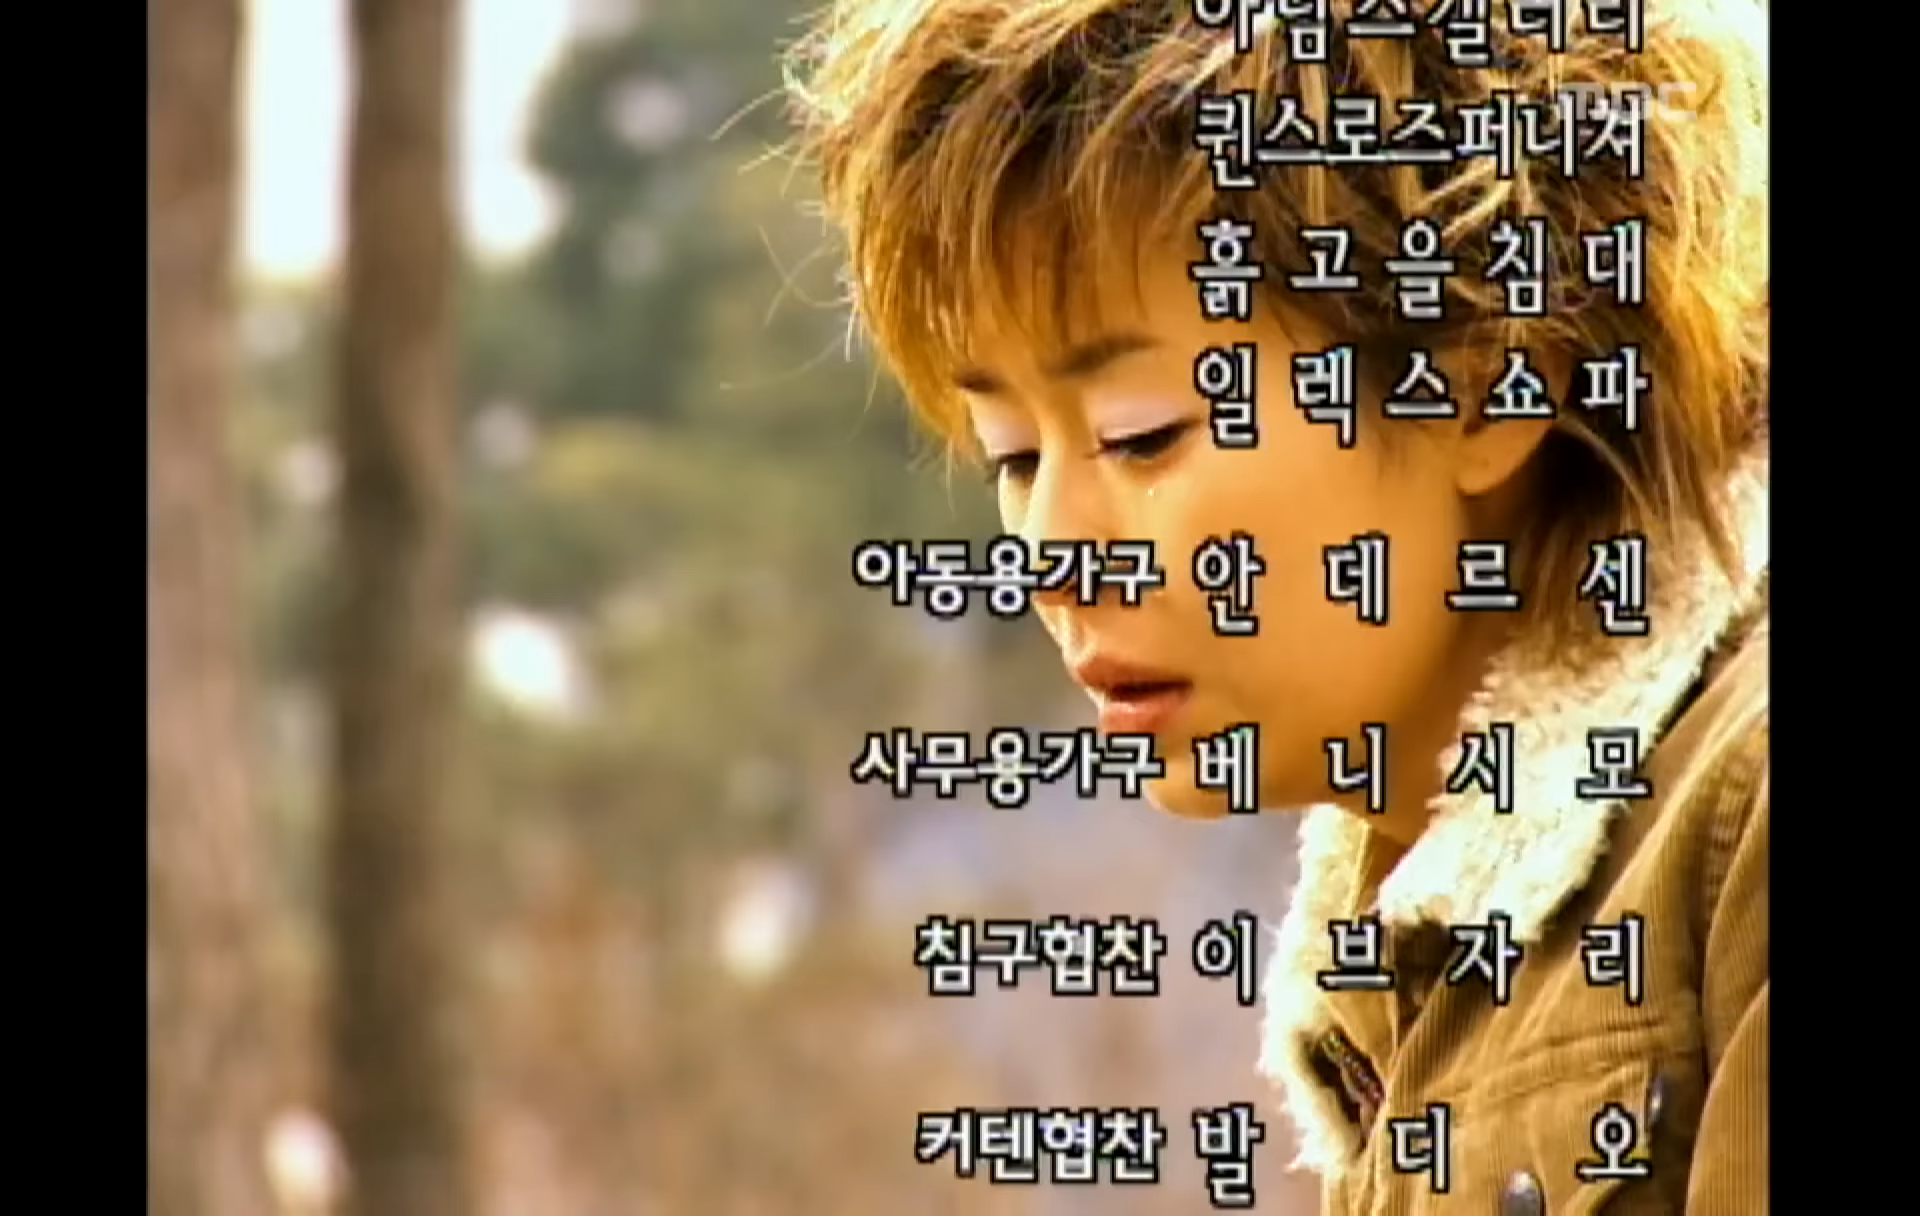 MBC
퀸스로즈퍼니쳐
흙고을침대
일렉스쇼파
아동용가구 안데르센
사무용가구 베니시모
침구협찬 이브자리
커텐협찬 발디오